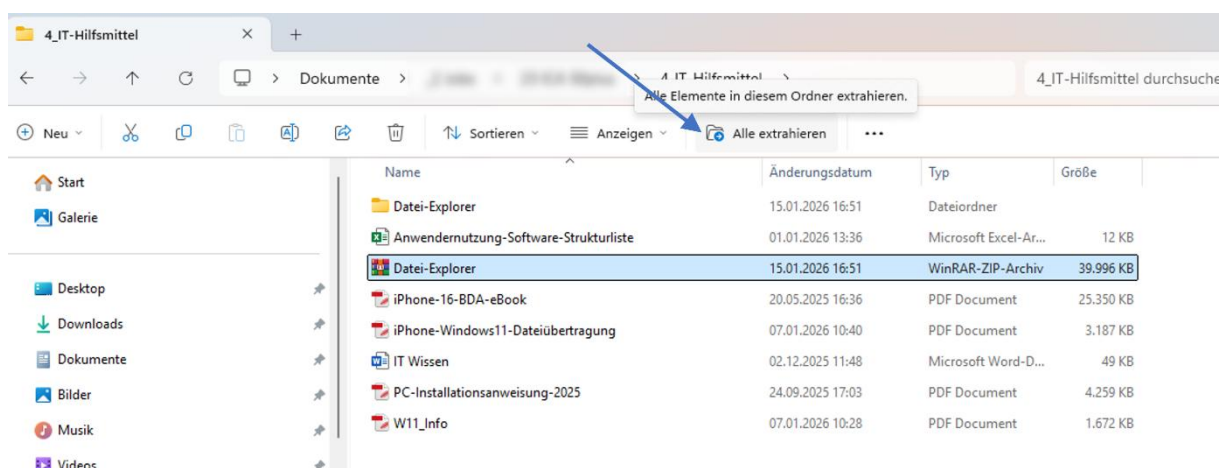 4_IT-Hilfsmittel
Dokumente > 4_IT-Hilfsmittel > 4_IT-Hilfsmittel durchsuche
Alle Elemente in diesem Ordner extrahieren.
Neu Sortieren Anzeigen Alle extrahieren ...
Name Änderungsdatum Typ Größe
Start
Galerie
Desktop
Downloads
Dokumente
Bilder
Musik
Videos
Datei-Explorer 15.01.2026 16:51 Dateiordner
Anwendernutzung-Software-Strukturliste 01.01.2026 13:36 Microsoft Excel-Ar... 12 KB
Datei-Explorer 15.01.2026 16:51 WinRAR-ZIP-Archiv 39.996 KB
iPhone-16-BDA-eBook 20.05.2025 16:36 PDF Document 25.350 KB
iPhone-Windows11-Dateiübertragung 07.01.2026 10:40 PDF Document 3.187 KB
IT Wissen 02.12.2025 11:48 Microsoft Word-D... 49 KB
PC-Installationsanweisung-2025 24.09.2025 17:03 PDF Document 4.259 KB
W11_Info 07.01.2026 10:28 PDF Document 1.672 KB